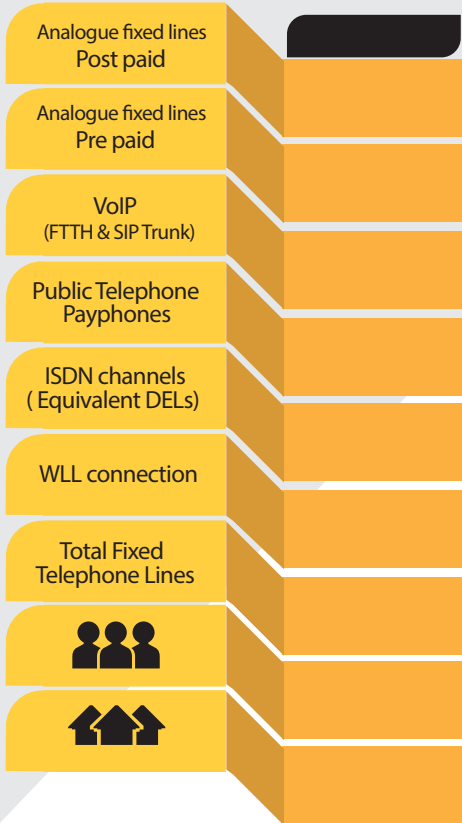 Analogue fixed lines
Post paid
Analogue fixed lines
Pre paid
VoIP
(FTTH & SIP Trunk)
Public Telephone
Payphones
ISDN channels
( Equivalent DELs)
WLL connection
Total Fixed
Telephone Lines